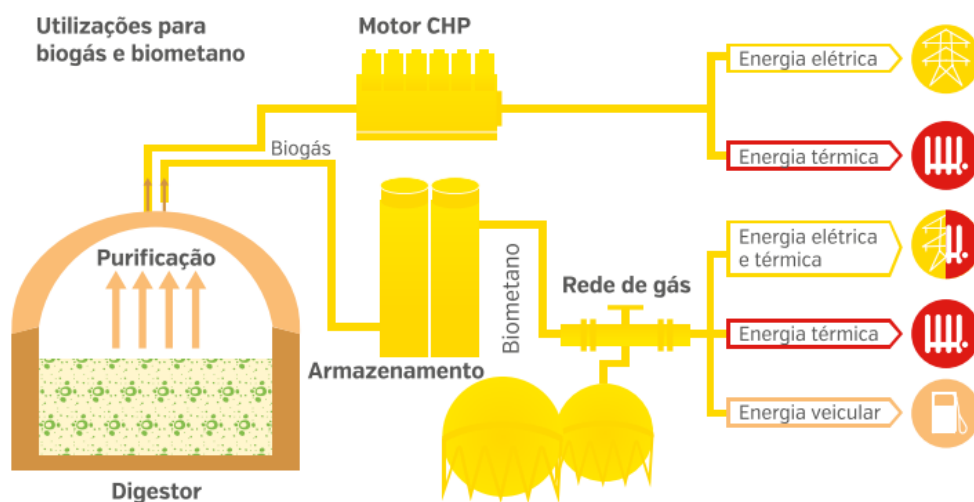 Utilizações para
biogás e biometano
Motor CHP
Energia elétrica
Biogás
Energia térmica
Purificação
Energia elétrica
e térmica
Biometano
Rede de gás
Energia térmica
Armazenamento
Energia veicular
Digestor